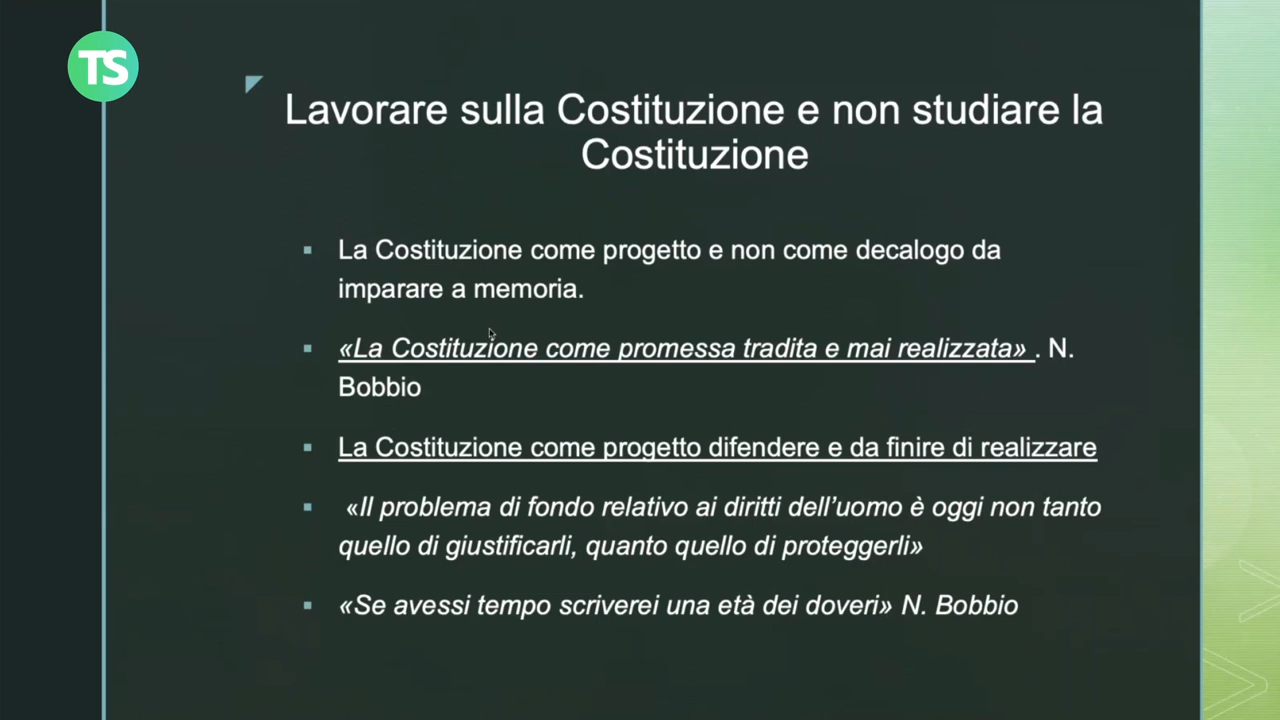 TS
Lavorare sulla Costituzione e non studiare la
Costituzione
La Costituzione come progetto e non come decalogo da
imparare a memoria.
«La Costituzione come promessa tradita e mai realizzata» . N.
Bobbio
La Costituzione come progetto difendere e da finire di realizzare
«Il problema di fondo relativo ai diritti dell’uomo è oggi non tanto
quello di giustificarli, quanto quello di proteggerli»
«Se avessi tempo scriverei una età dei doveri» N. Bobbio